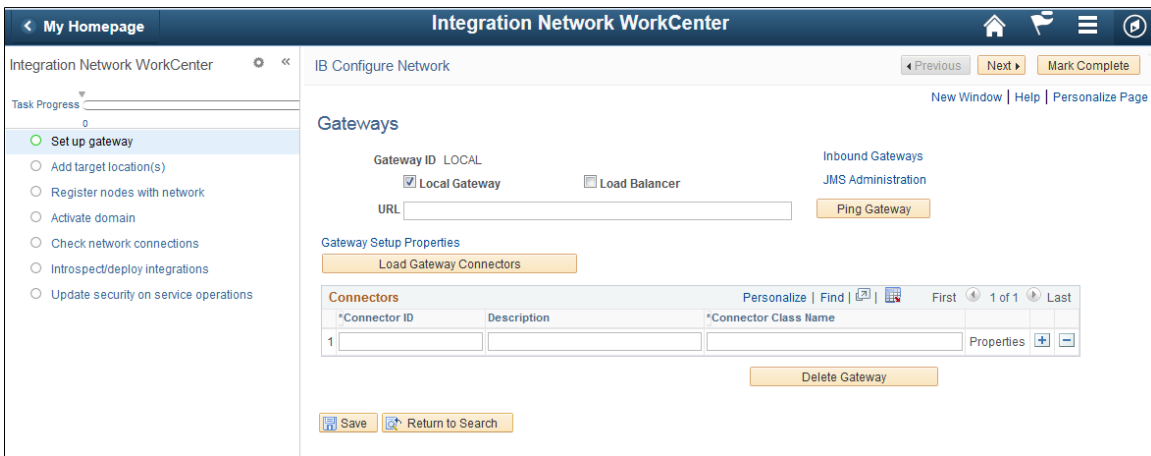 My Homepage
Integration Network WorkCenter
Integration Network WorkCenter
Task Progress
0
Set up gateway
Add target location(s)
Register nodes with network
Activate domain
Check network connections
Introspect/deploy integrations
Update security on service operations
IB Configure Network
Previous Next Mark Complete
New Window | Help | Personalize Page
Gateways
Gateway ID LOCAL
Inbound Gateways
Local Gateway Load Balancer
JMS Administration
URL
Ping Gateway
Gateway Setup Properties
Load Gateway Connectors
Connectors Personalize | Find | | First 1 of 1 Last
*Connector ID Description *Connector Class Name
1 Properties
Delete Gateway
Save Return to Search